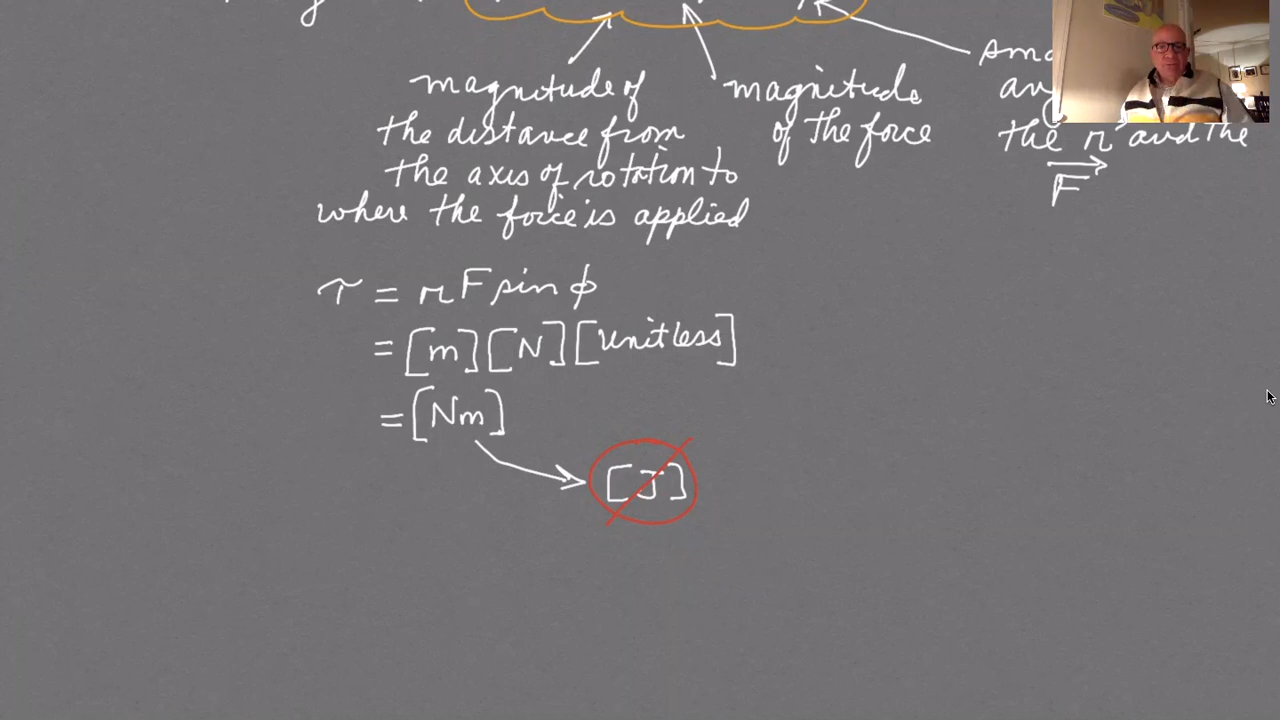 magnitude of
the distance from
the axis of rotation to
where the force is applied
magnitude
of the force
the r and the
F
τ = r F sin φ
= [m][N][unitless]
= [Nm]
[J]